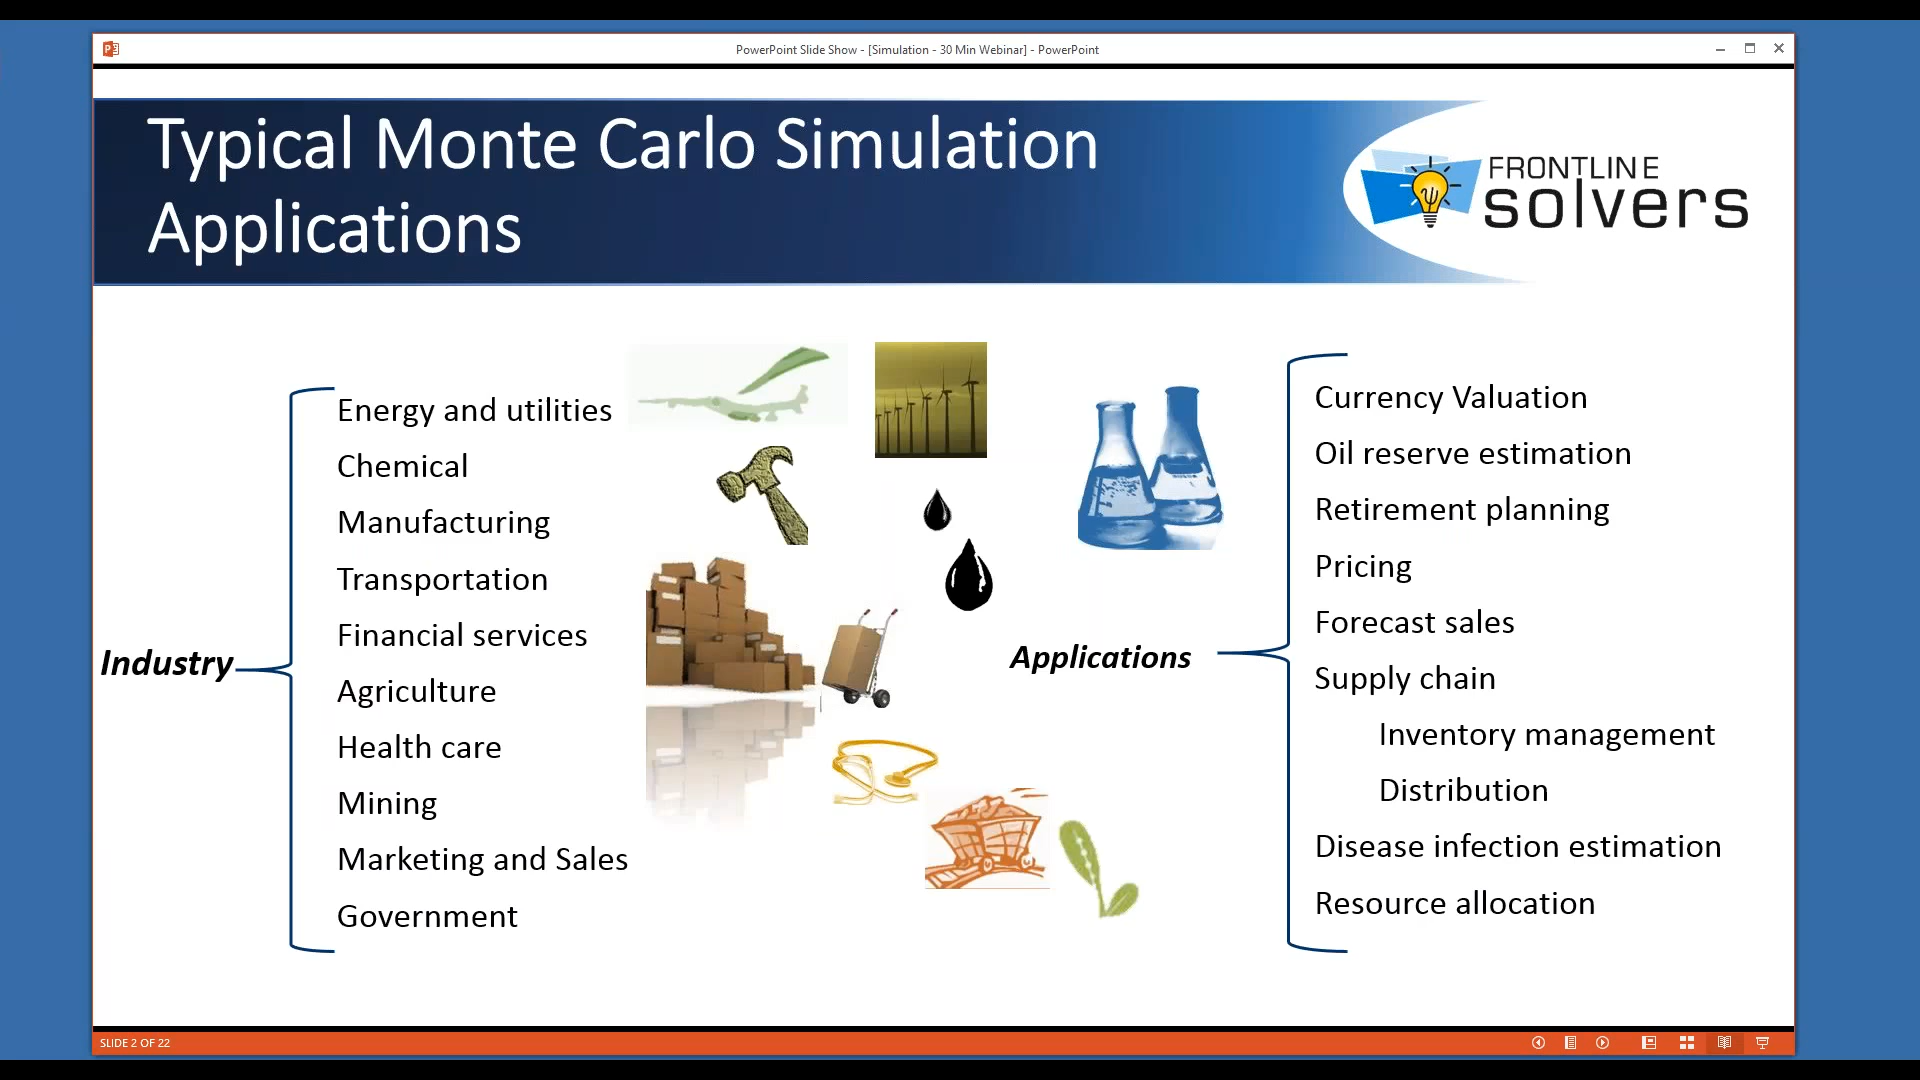 PowerPoint Slide Show - [Simulation - 30 Min Webinar] - PowerPoint
Typical Monte Carlo Simulation
Applications
FRONTLINE
solvers
Industry
Energy and utilities
Chemical
Manufacturing
Transportation
Financial services
Agriculture
Health care
Mining
Marketing and Sales
Government
Applications
Currency Valuation
Oil reserve estimation
Retirement planning
Pricing
Forecast sales
Supply chain
Inventory management
Distribution
Disease infection estimation
Resource allocation
SLIDE 2 OF 22